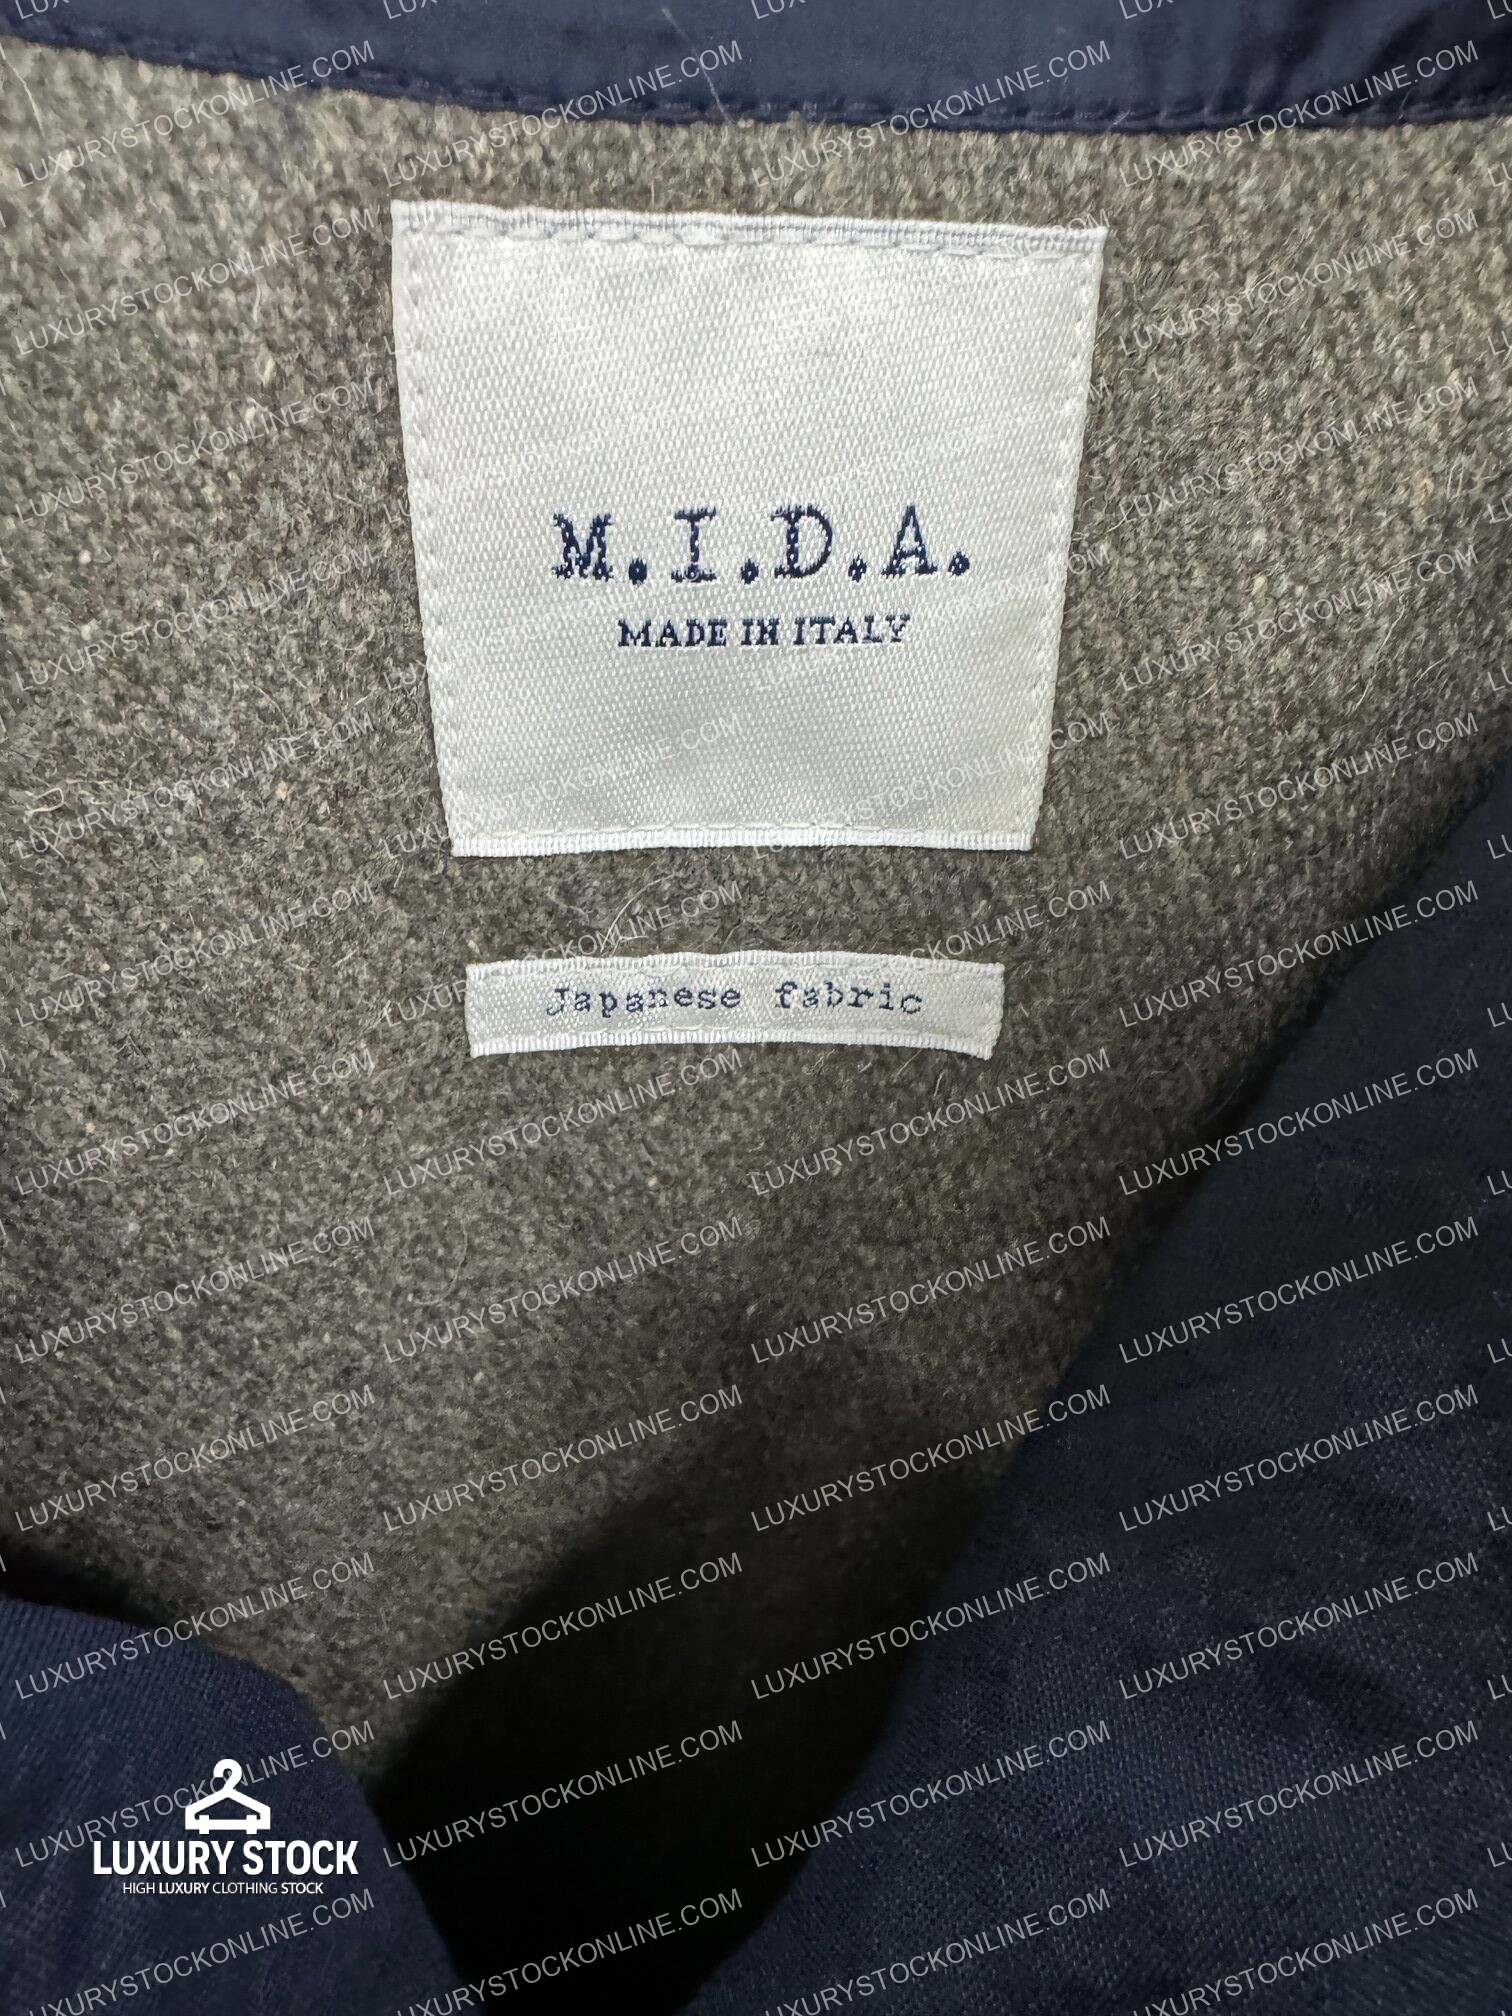 M.I.D.A.
MADE IN ITALY
Japanese fabric
LUXURY STOCK
HIGH LUXURY CLOTHING STOCK
LUXURYSTOCKONLINE.COM